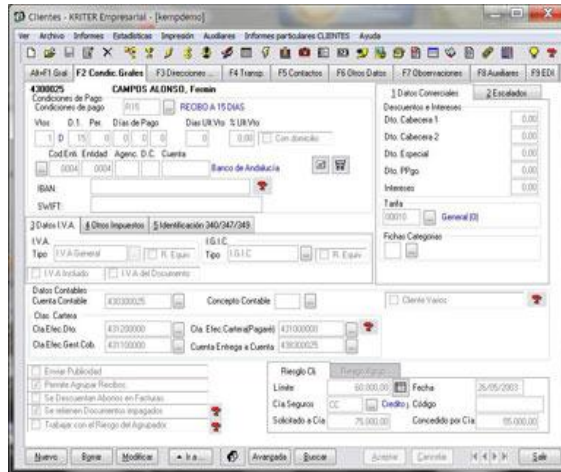 Clientes - KRITER Empresarial - [kempdemo]
Ver Archivo Informes Estadísticas Impresión Auxiliares Informes particulares CLIENTES Ayuda
Alt+F1 Gral F2 Condic. Grales F3 Direcciones ... F4 Transp. F5 Contactos F6 Otros Datos F7 Observaciones F8 Auxiliares F9 EDI
4300025 CAMPOS ALONSO, Fermin
Condiciones de Pago
Condiciones de pago R15 ... RECIBO A 15 DIAS
Vtos D.1. Per. Días de Pago Días Ult.Vto % Ult.Vto
1 D 15 0 0 0 0 0 0,00 Con domicilio
Cod.Enti. Entidad Agenc. D.C. Cuenta
... 0004 0004 Banco de Andalucía
IBAN:
SWIFT:
1 Datos Comerciales 2 Escalados
Descuentos e Intereses
Dto. Cabecera 1 0,00
Dto. Cabecera 2 0,00
Dto. Especial 0,00
Dto. PPgo 0,00
Intereses 0,00
Tarifa
00010 ... General (0)
Fichas Categorias
...
3 Datos I.V.A. 4 Otros Impuestos 5 Identificación 340/347/349
I.V.A. I.G.I.C.
Tipo I.V.A General ... R. Equiv. Tipo I.G.I.C ... R. Equiv.
I.V.A Incluido I.V.A del Documento
Datos Contables
Cuenta Contable 430300025 ... Concepto Contable ... Cliente Varios
Ctas. Cartera
Cta.Efec.Dto. 431200000 ... Cta. Efec.Cartera(Pagaré) 431000000 ...
Cta.Efec.Gest.Cob. 431100000 ... Cuenta Entrega a Cuenta 438300025 ...
Enviar Publicidad
Permite Agrupar Recibos.
Se Descuentan Abonos en Facturas
Se retienen Documentos impagados
Trabajar con el Riesgo del Agrupador
Riesglo Cli. Riesgo Agrup.
Límite 60.000,00 Fecha 26/05/2003
Cía.Seguros CC ... Credito y Código
Solicitado a Cía 75.000,00 Concedido por Cía 65.000,00
Nuevo Borrar Modificar Ir a... Avanzada Buscar Aceptar Cancelar Salir